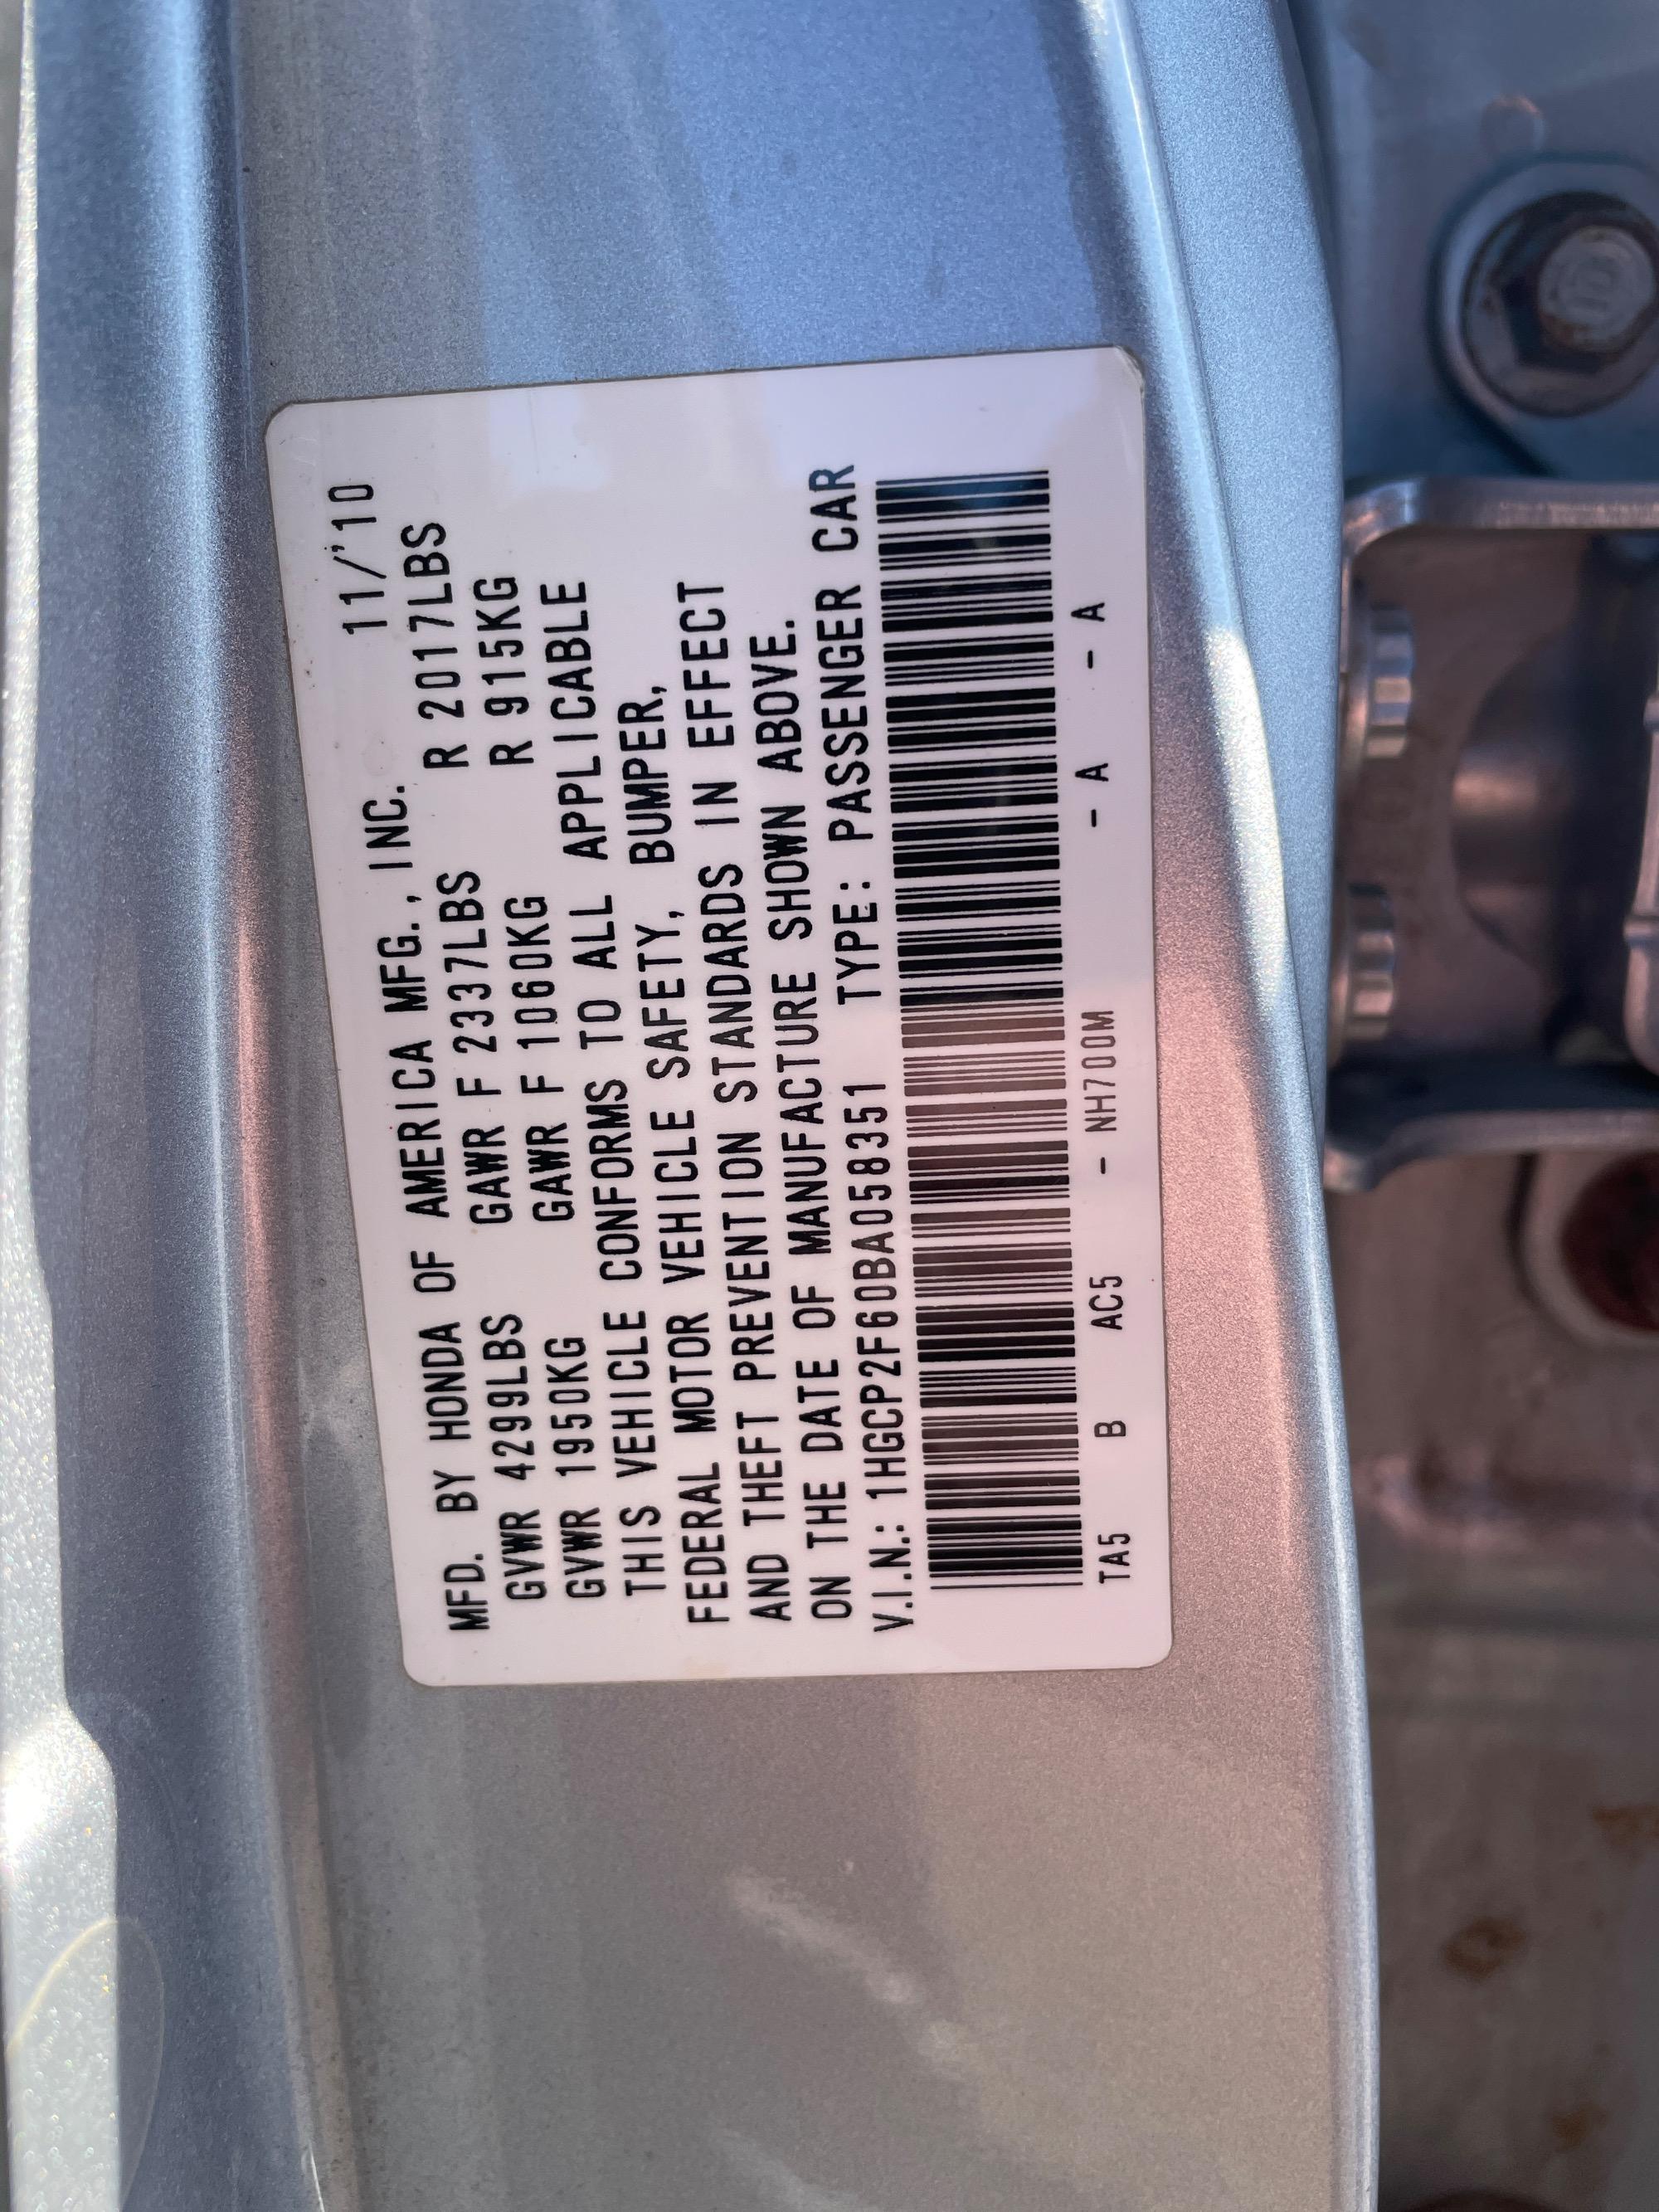 MFD. BY HONDA OF AMERICA MFG., INC. 11/'10
GVWR 4299LBS GAWR F 2337LBS R 2017LBS
GVWR 1950KG GAWR F 1060KG R 915KG
THIS VEHICLE CONFORMS TO ALL APPLICABLE
FEDERAL MOTOR VEHICLE SAFETY, BUMPER,
AND THEFT PREVENTION STANDARDS IN EFFECT
ON THE DATE OF MANUFACTURE SHOWN ABOVE.
V.I.N.: 1HGCP2F60BA058351 TYPE: PASSENGER CAR
TA5 B AC5 - NH700M - A - A